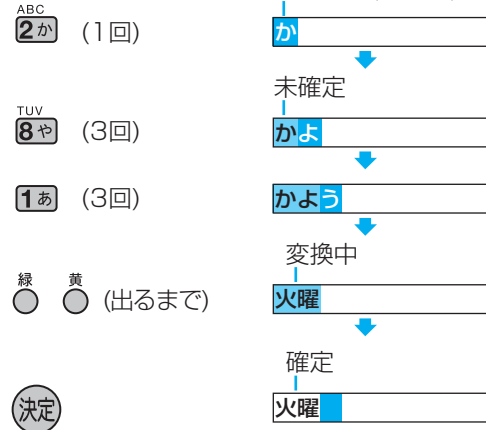 ABC
2か (1回) か
未確定
TUV
8や (3回) かよ
1あ (3回) かよう
変換中
緑 黄 (出るまで) 火曜
確定
決定 火曜